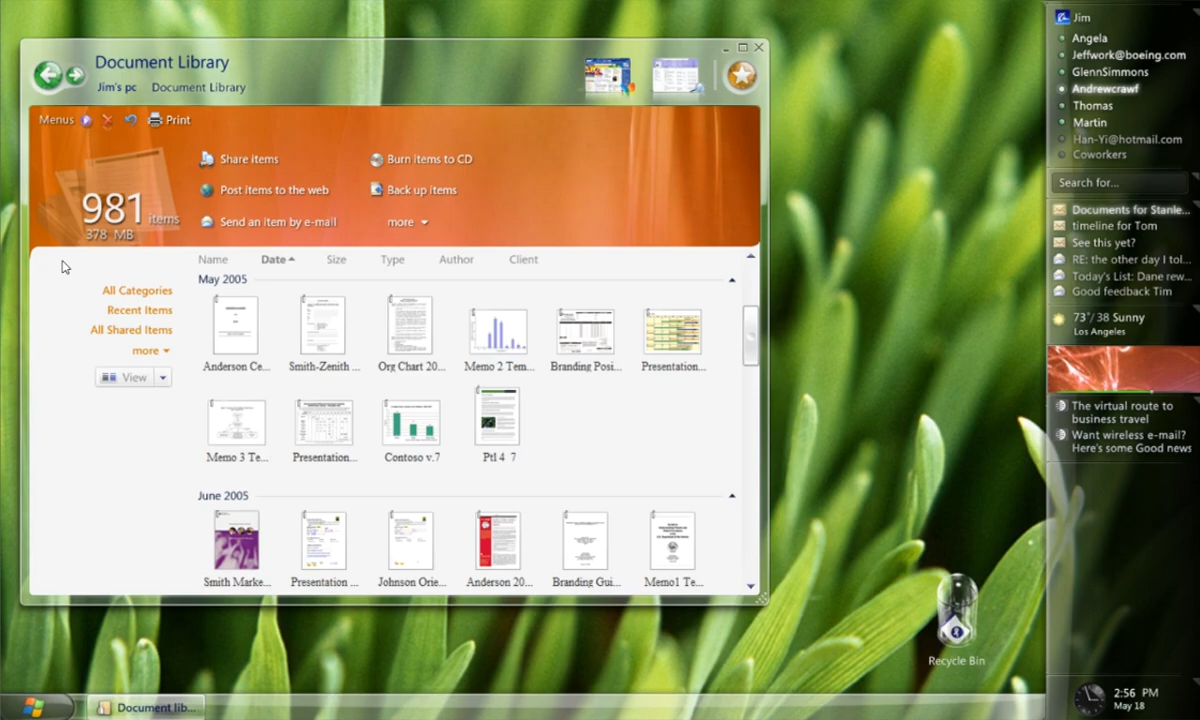 Document Library
Jim's pc Document Library
Menus Print
Share items Burn items to CD
Post items to the web Back up items
Send an item by e-mail more
981 items
378 MB
Name Date Size Type Author Client
All Categories
Recent Items
All Shared Items
more
View
May 2005
Anderson Ce... Smith-Zenith ... Org Chart 20... Memo 2 Tem... Branding Posi... Presentation...
Memo 3 Te... Presentation... Contoso v.7 Ptl 4 7
June 2005
Smith Marke... Presentation ... Johnson Orie... Anderson 20... Branding Gui... Memo1 Te...
Recycle Bin
Document lib...
Jim
Angela
Jeffwork@boeing.com
GlennSimmons
Andrewcrawf
Thomas
Martin
Han-Yi@hotmail.com
Coworkers
Search for...
Documents for Stanle...
timeline for Tom
See this yet?
RE: the other day I tol...
Today's List: Dane rew...
Good feedback Tim
73°/ 38 Sunny
Los Angeles
The virtual route to
business travel
Want wireless e-mail?
Here's some Good news
2:56 PM
May 18